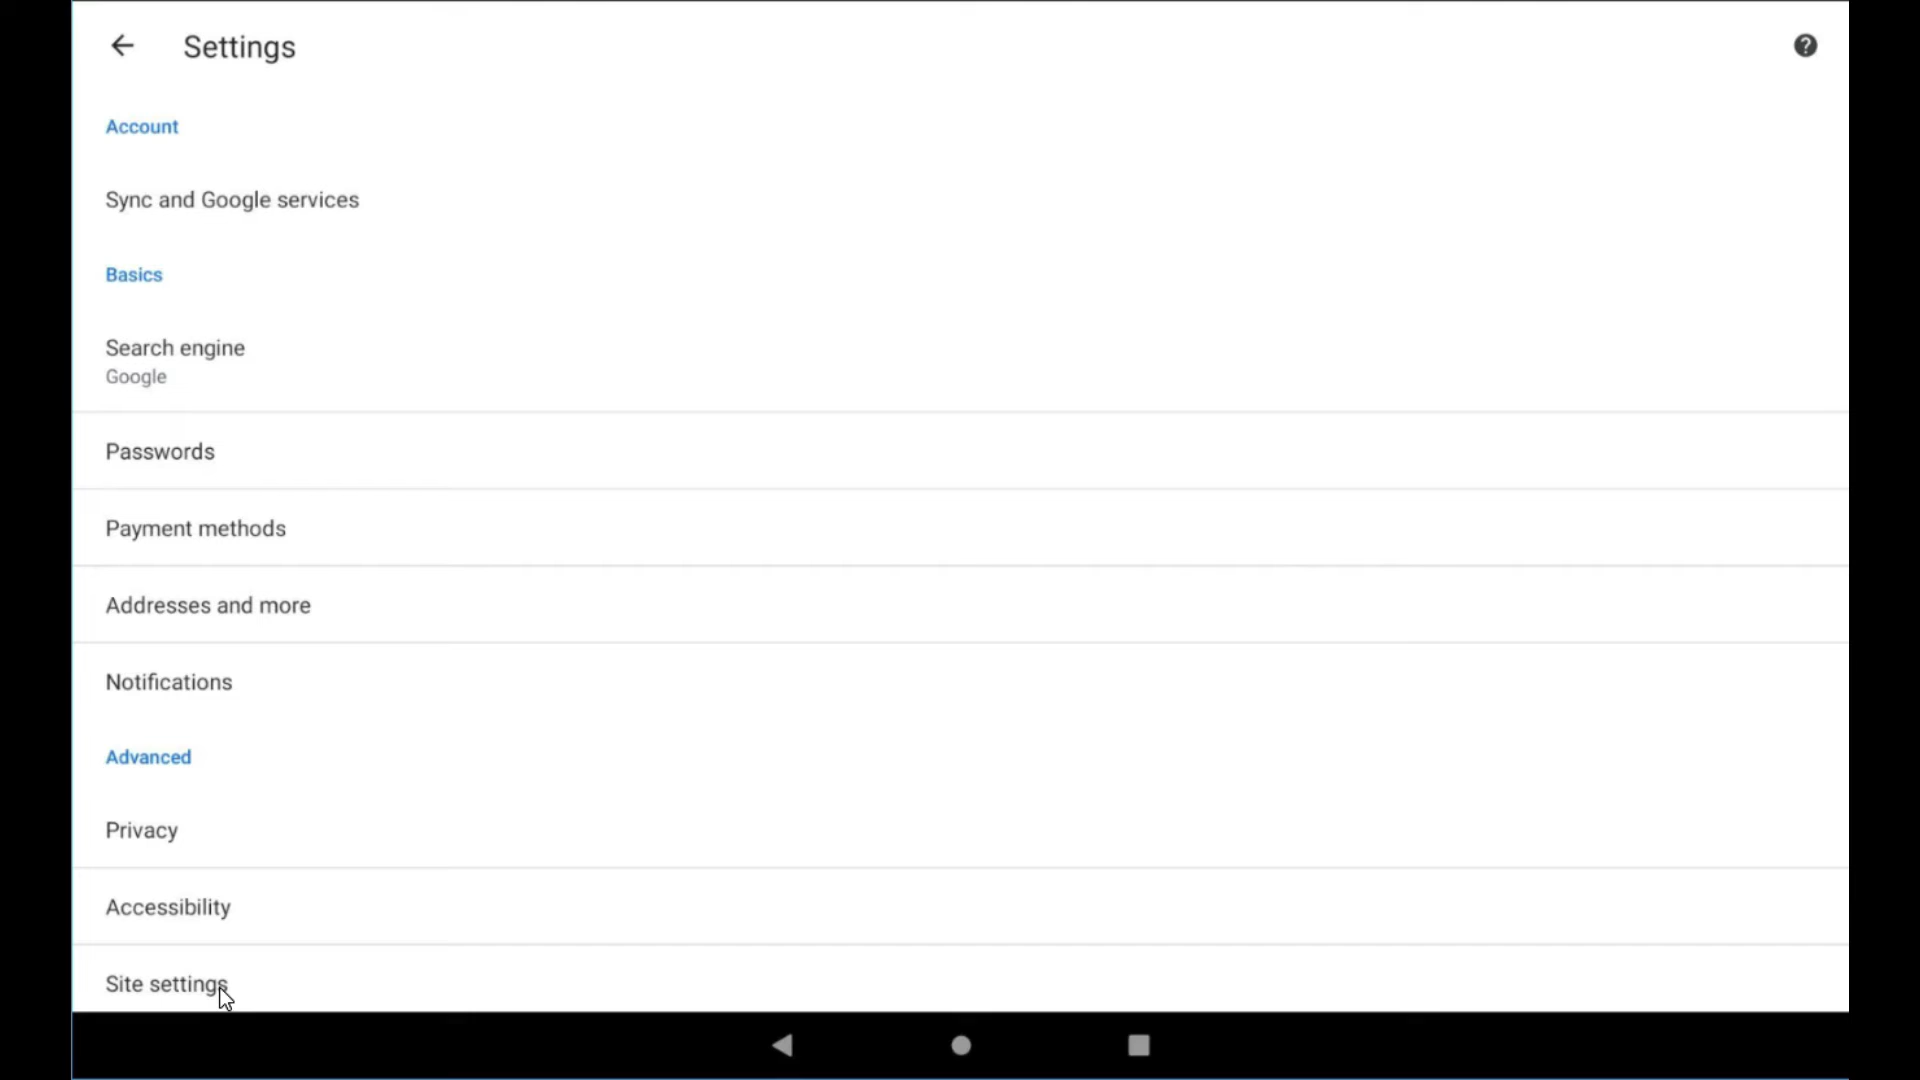 Settings
Account
Sync and Google services
Basics
Search engine
Google
Passwords
Payment methods
Addresses and more
Notifications
Advanced
Privacy
Accessibility
Site settings